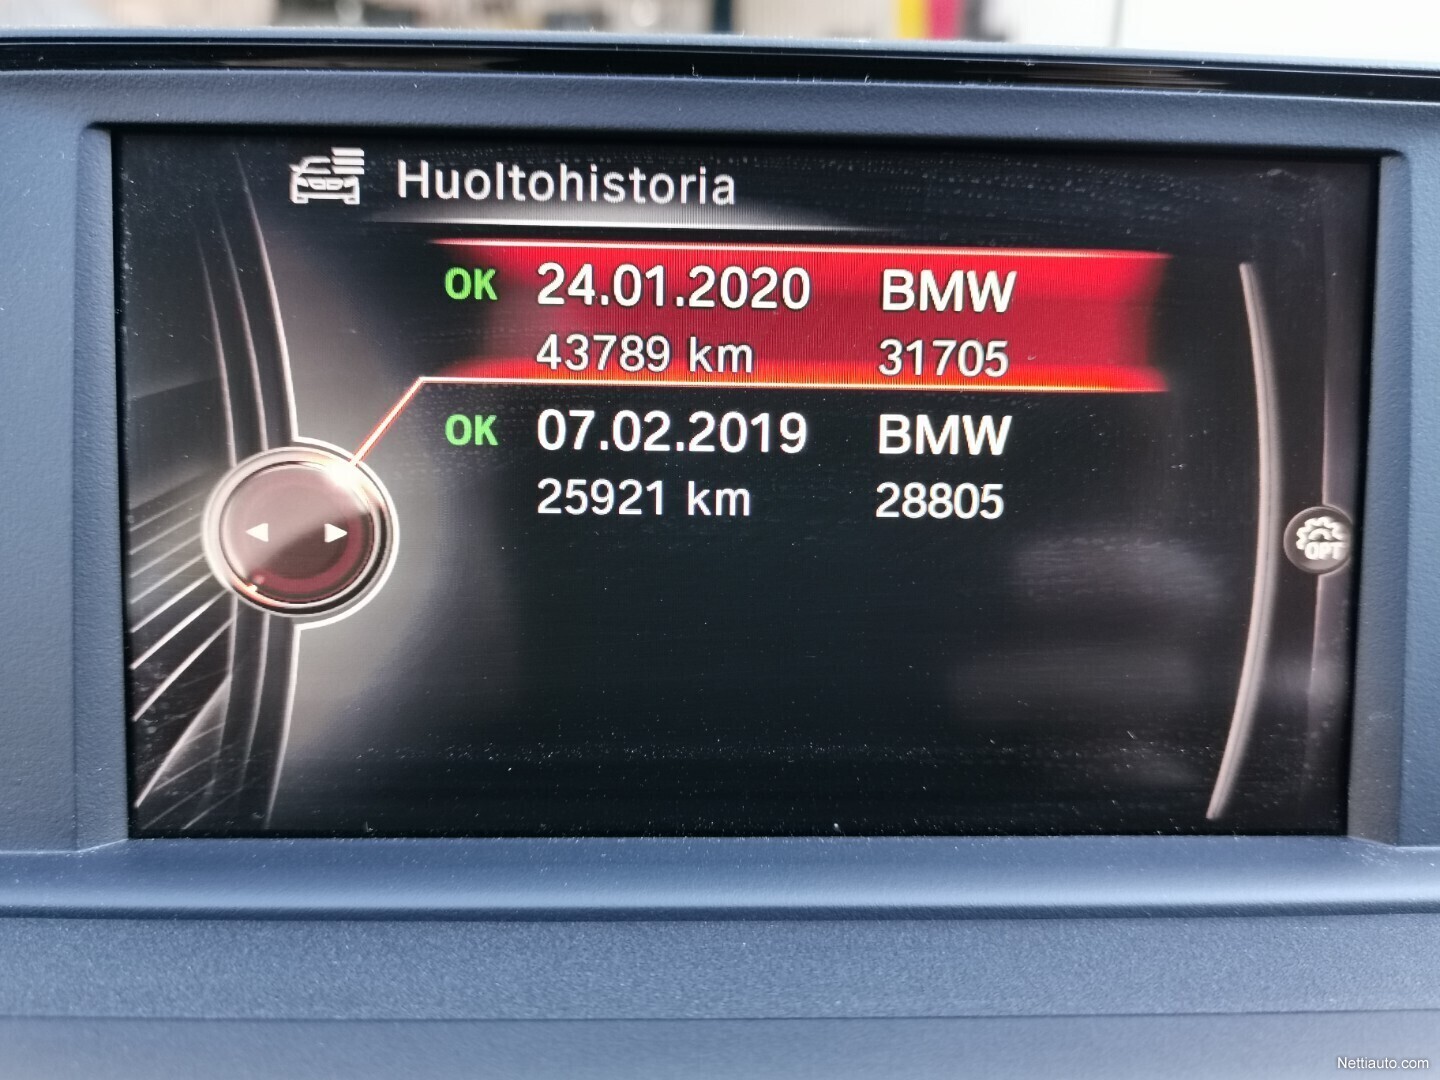 Huoltohistoria
OK 24.01.2020 BMW
43789 km 31705
OK 07.02.2019 BMW
25921 km 28805
OPT
Nettiauto.com